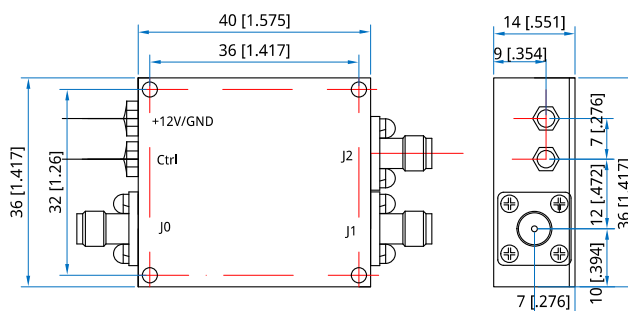 40 [1.575]
36 [1.417]
14 [.551]
9 [.354]
36 [1.417]
32 [1.26]
+12V/GND
Ctrl
J2
J0
J1
7 [.276]
12 [.472]
36 [1.417]
10 [.394]
7 [.276]